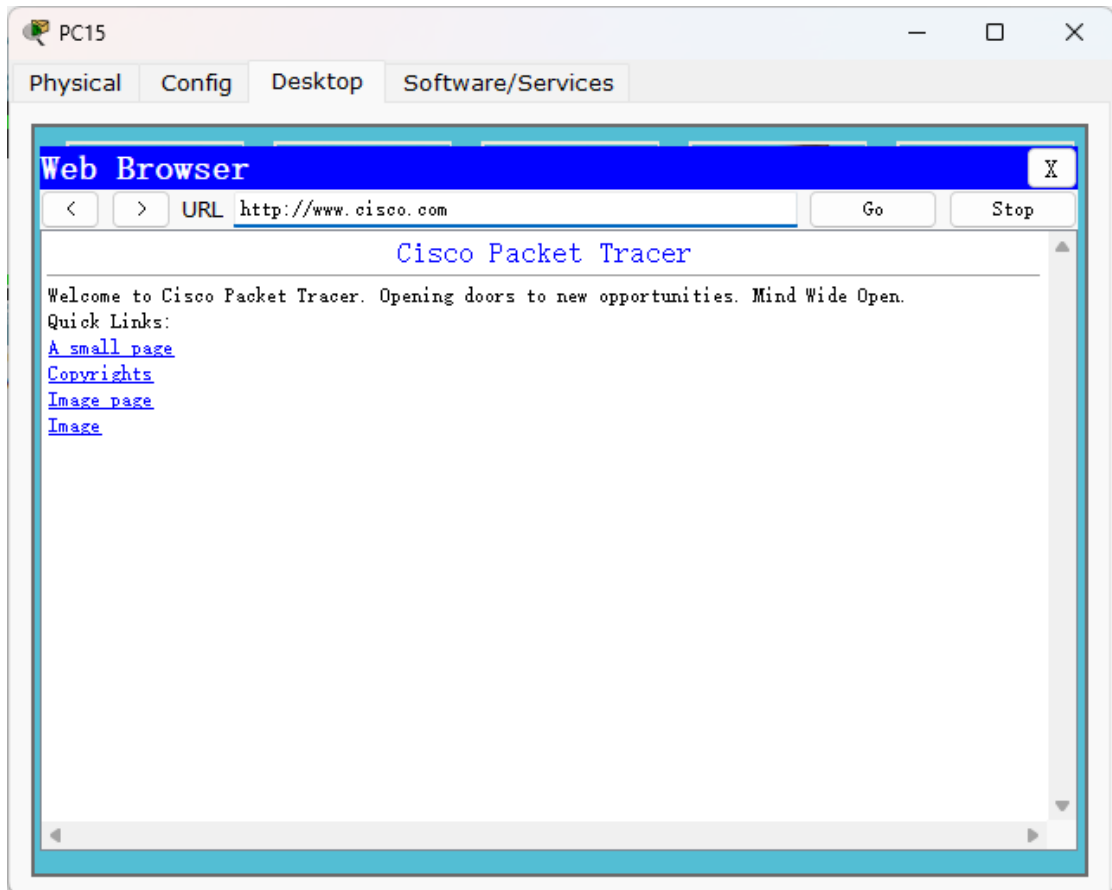 PC15
Physical Config Desktop Software/Services
Web Browser X
< > URL http://www.cisco.com Go Stop
Cisco Packet Tracer
Welcome to Cisco Packet Tracer. Opening doors to new opportunities. Mind Wide Open.
Quick Links:
A small page
Copyrights
Image page
Image